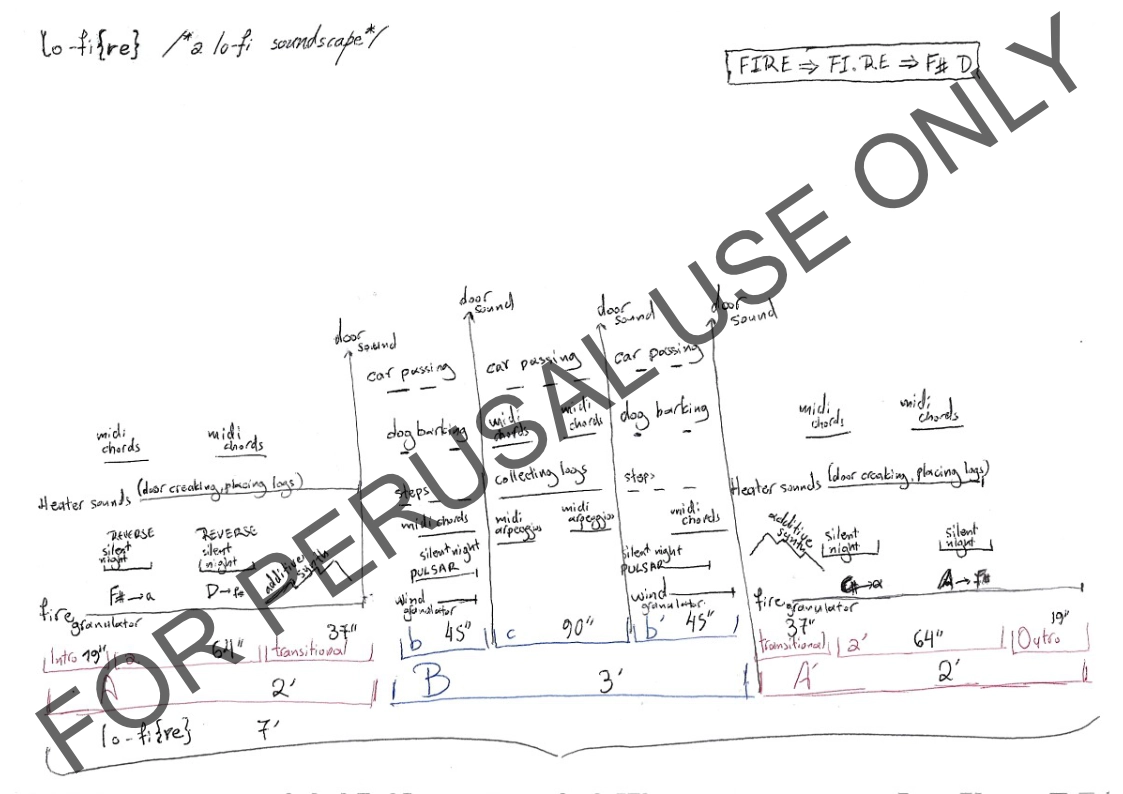 lo-fi{re} /*a lo-fi soundscape*/
FIRE ⇒ FI.RE ⇒ F# D
FOR PERUSAL USE ONLY
door sound
door sound
door sound
door sound
car passing
car passing
car passing
midi chords
midi chords
dog barking
midi chords
midi chords
dog barking
midi chords
midi chords
Heater sounds (door creaking, placing logs)
steps
collecting logs
steps
Heater sounds (door creaking, placing logs)
midi chords
midi arpeggios
midi arpeggios
midi chords
REVERSE silent night
REVERSE silent night
additive synth
silent night PULSAR
silent night PULSAR
additive synth
silent night
silent night
F#→a
D→f#
A→F#
fire granulator
wind granulator
wind granulator
fire granulator
Intro 19"
a 64"
transitional 37"
b 45"
c 90"
b' 45"
transitional 37"
a' 64"
Outro 19"
A 2'
B 3'
A' 2'
lo-fi{re} 7'